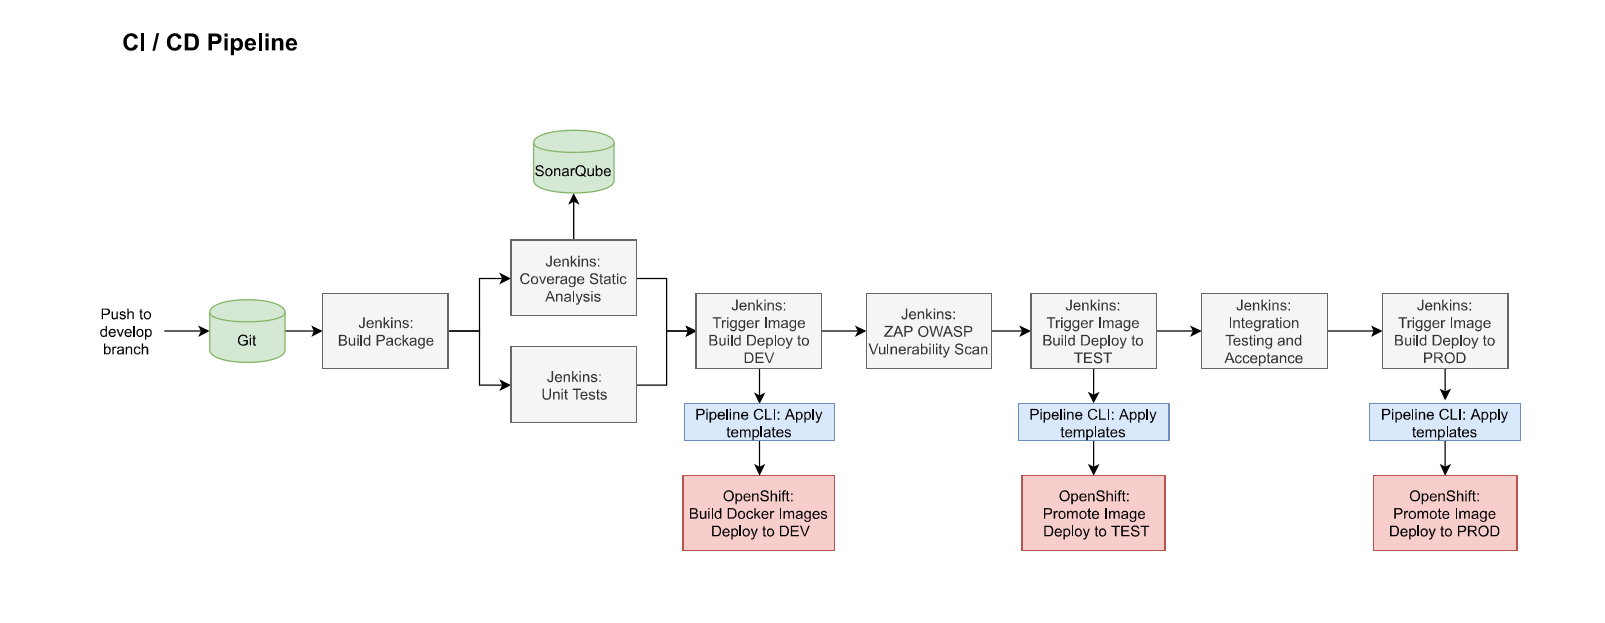 CI / CD Pipeline
SonarQube
Jenkins:
Coverage Static
Analysis
Push to
develop
branch
Git
Jenkins:
Build Package
Jenkins:
Unit Tests
Jenkins:
Trigger Image
Build Deploy to
DEV
Jenkins:
ZAP OWASP
Vulnerability Scan
Jenkins:
Trigger Image
Build Deploy to
TEST
Jenkins:
Integration
Testing and
Acceptance
Jenkins:
Trigger Image
Build Deploy to
PROD
Pipeline CLI: Apply
templates
Pipeline CLI: Apply
templates
Pipeline CLI: Apply
templates
OpenShift:
Build Docker Images
Deploy to DEV
OpenShift:
Promote Image
Deploy to TEST
OpenShift:
Promote Image
Deploy to PROD